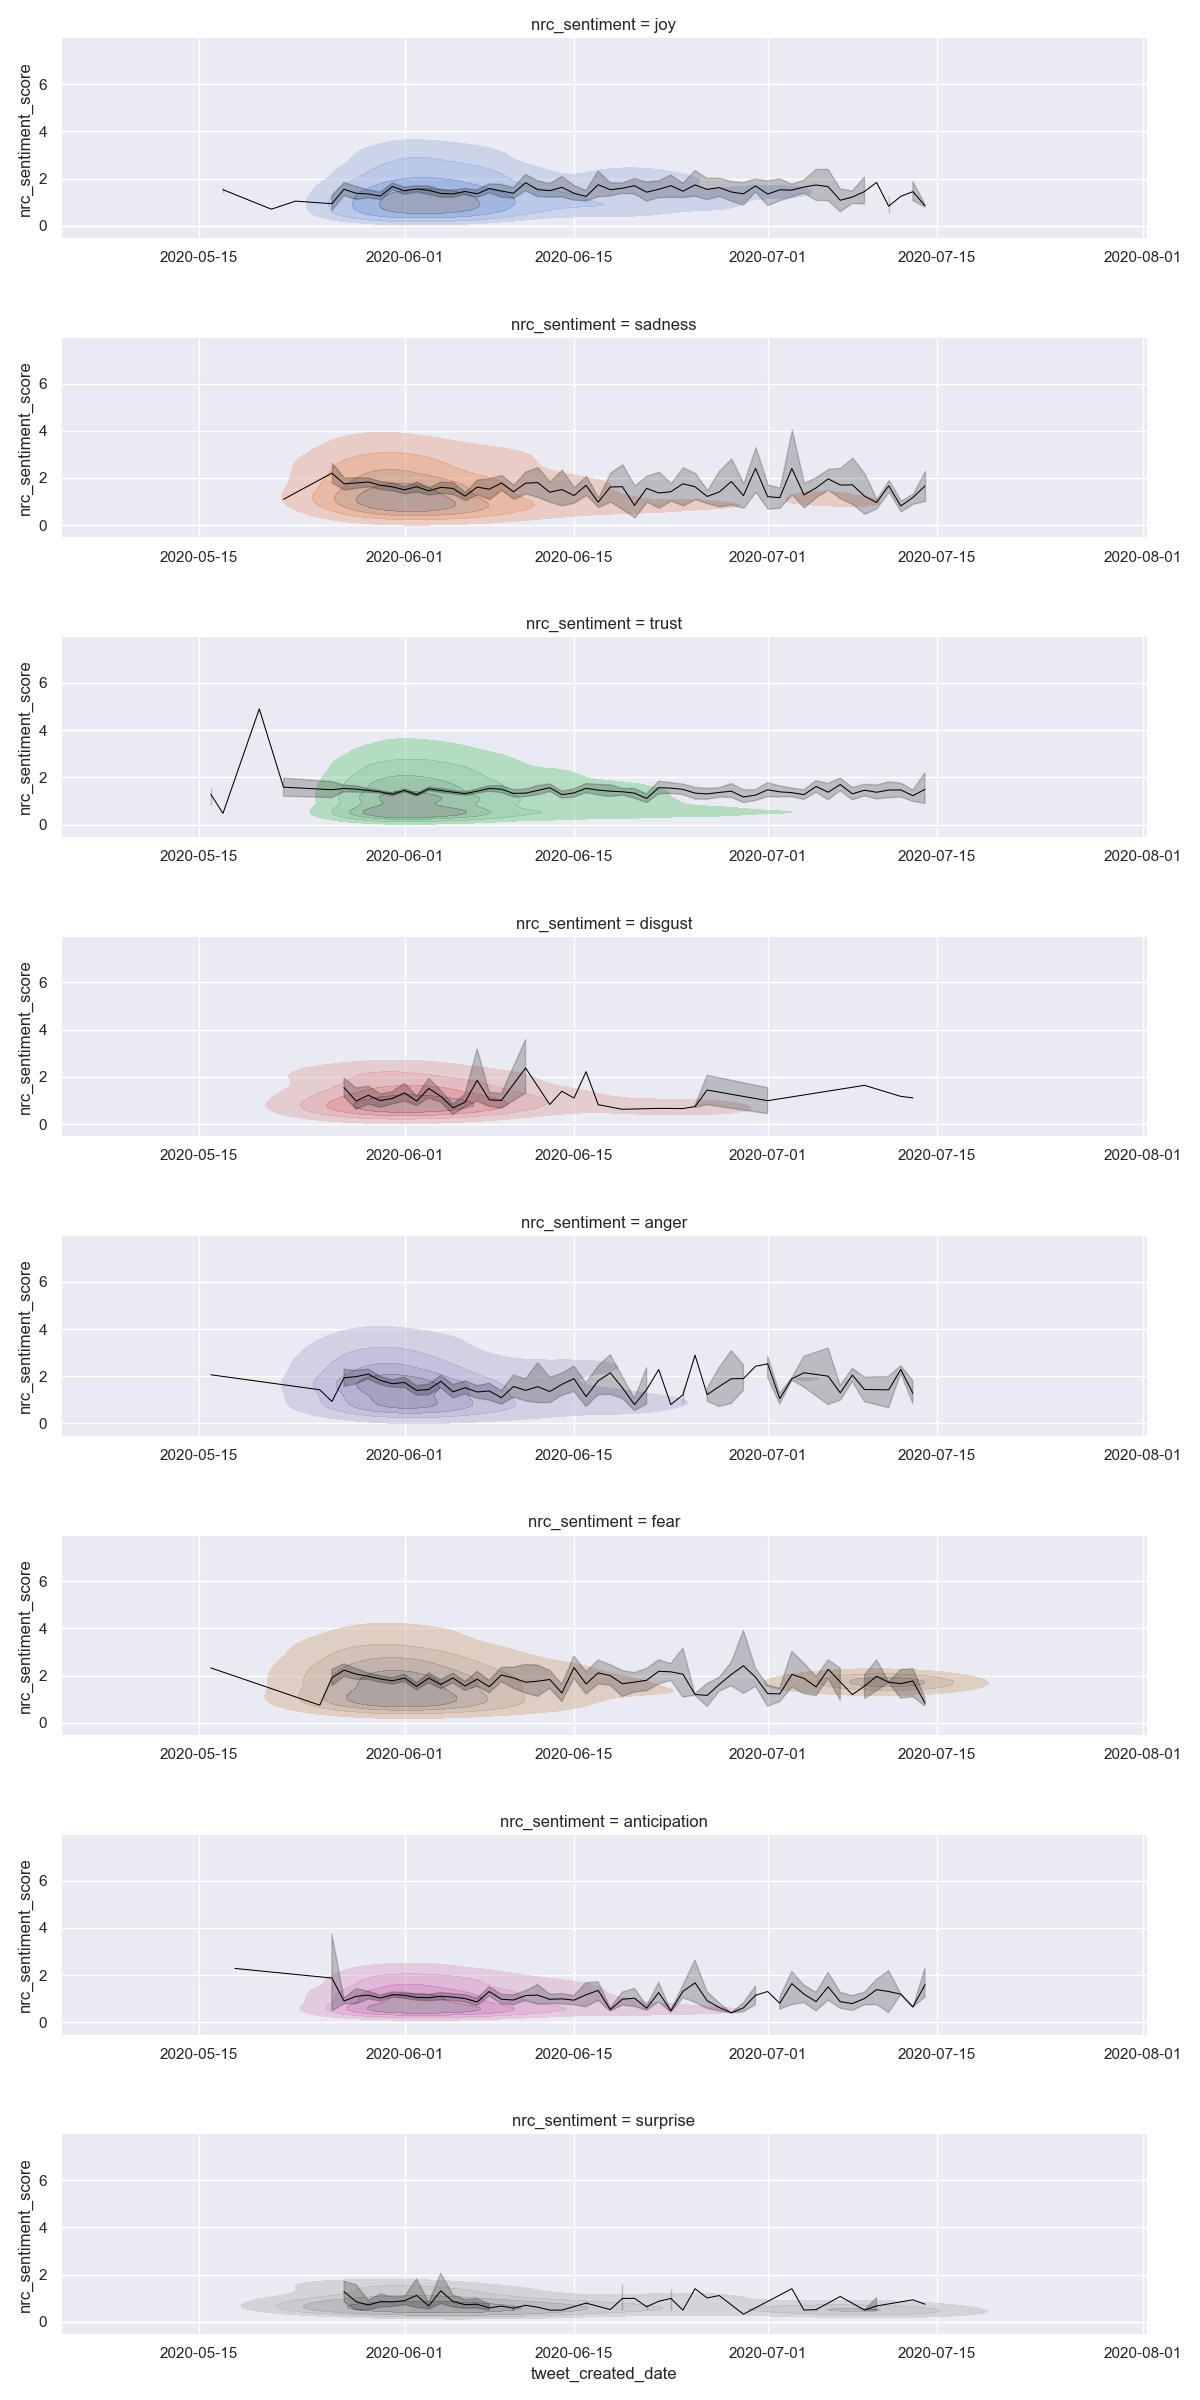 nrc_sentiment = joy
nrc_sentiment_score
6
4
2
0
2020-05-15 2020-06-01 2020-06-15 2020-07-01 2020-07-15 2020-08-01
nrc_sentiment = sadness
nrc_sentiment_score
6
4
2
0
2020-05-15 2020-06-01 2020-06-15 2020-07-01 2020-07-15 2020-08-01
nrc_sentiment = trust
nrc_sentiment_score
6
4
2
0
2020-05-15 2020-06-01 2020-06-15 2020-07-01 2020-07-15 2020-08-01
nrc_sentiment = disgust
nrc_sentiment_score
6
4
2
0
2020-05-15 2020-06-01 2020-06-15 2020-07-01 2020-07-15 2020-08-01
nrc_sentiment = anger
nrc_sentiment_score
6
4
2
0
2020-05-15 2020-06-01 2020-06-15 2020-07-01 2020-07-15 2020-08-01
nrc_sentiment = fear
nrc_sentiment_score
6
4
2
0
2020-05-15 2020-06-01 2020-06-15 2020-07-01 2020-07-15 2020-08-01
nrc_sentiment = anticipation
nrc_sentiment_score
6
4
2
0
2020-05-15 2020-06-01 2020-06-15 2020-07-01 2020-07-15 2020-08-01
nrc_sentiment = surprise
nrc_sentiment_score
6
4
2
0
2020-05-15 2020-06-01 2020-06-15 2020-07-01 2020-07-15 2020-08-01
tweet_created_date